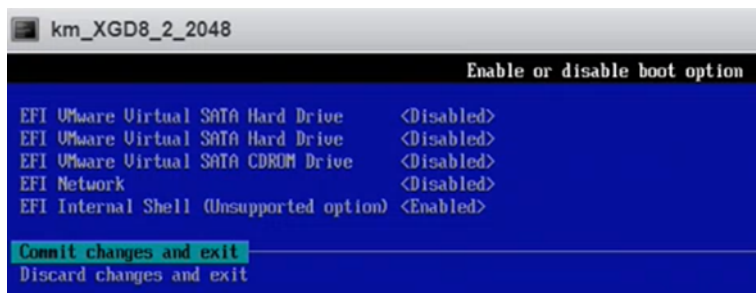 km_XGD8_2_2048
Enable or disable boot option
EFI VMware Virtual SATA Hard Drive <Disabled>
EFI VMware Virtual SATA Hard Drive <Disabled>
EFI VMware Virtual SATA CDROM Drive <Disabled>
EFI Network <Disabled>
EFI Internal Shell (Unsupported option) <Enabled>
Commit changes and exit
Discard changes and exit